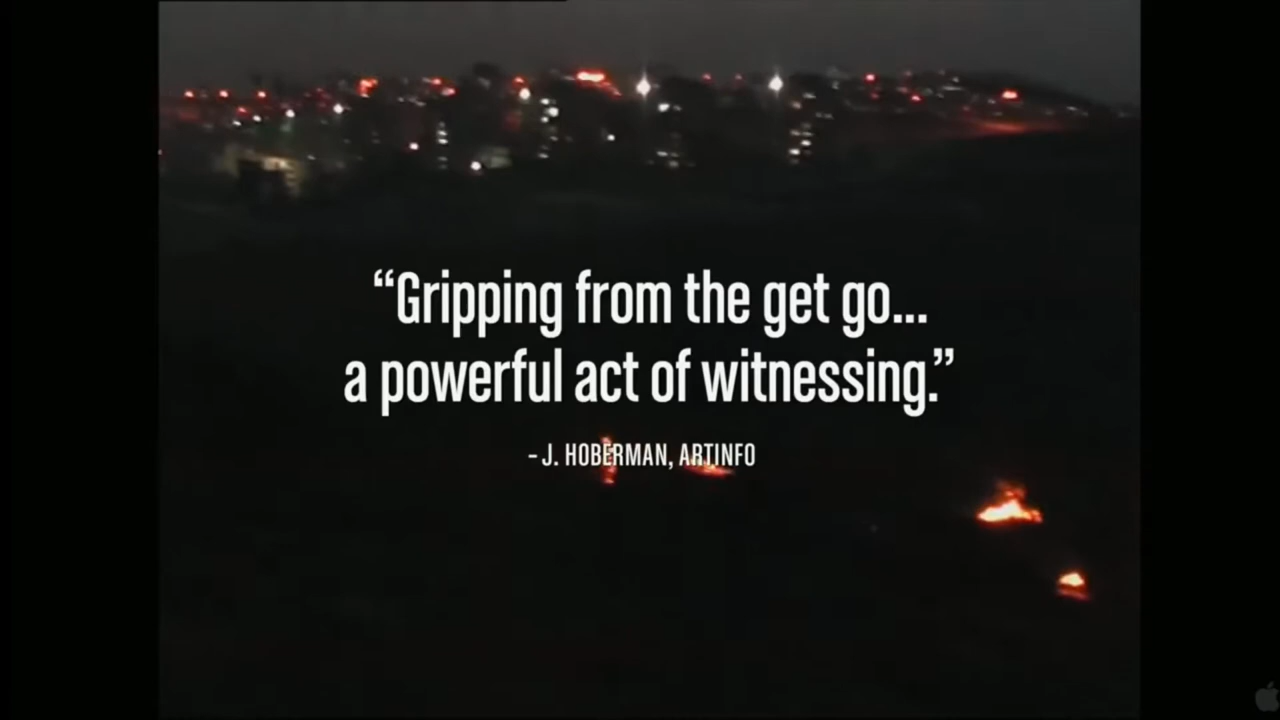 “Gripping from the get go...
a powerful act of witnessing.”
– J. HOBERMAN, ARTINFO